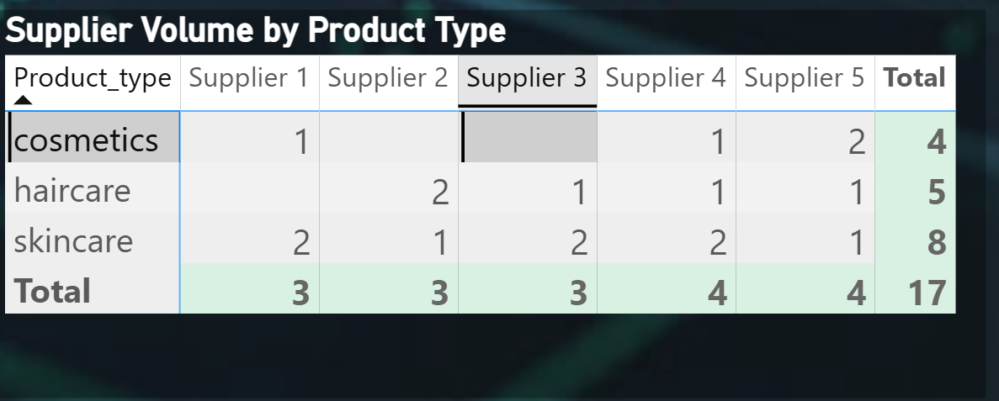 Supplier Volume by Product Type
Product_type Supplier 1 Supplier 2 Supplier 3 Supplier 4 Supplier 5 Total
cosmetics 1 1 2 4
haircare 2 1 1 1 5
skincare 2 1 2 2 1 8
Total 3 3 3 4 4 17